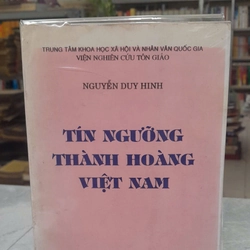 TRUNG TÂM KHOA HỌC XÃ HỘI VÀ NHÂN VĂN QUỐC GIA
VIỆN NGHIÊN CỨU TÔN GIÁO
NGUYỄN DUY HINH
TÍN NGƯỠNG
THÀNH HOÀNG
VIỆT NAM